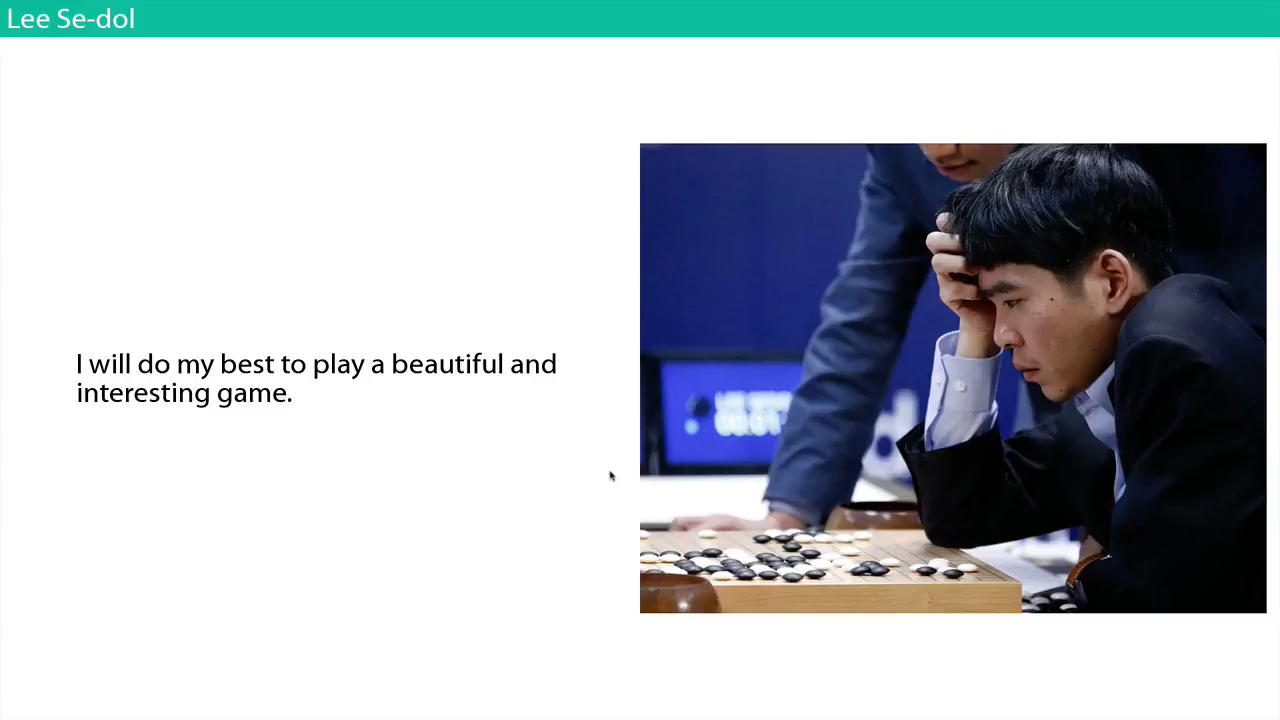 Lee Se-dol
I will do my best to play a beautiful and
interesting game.